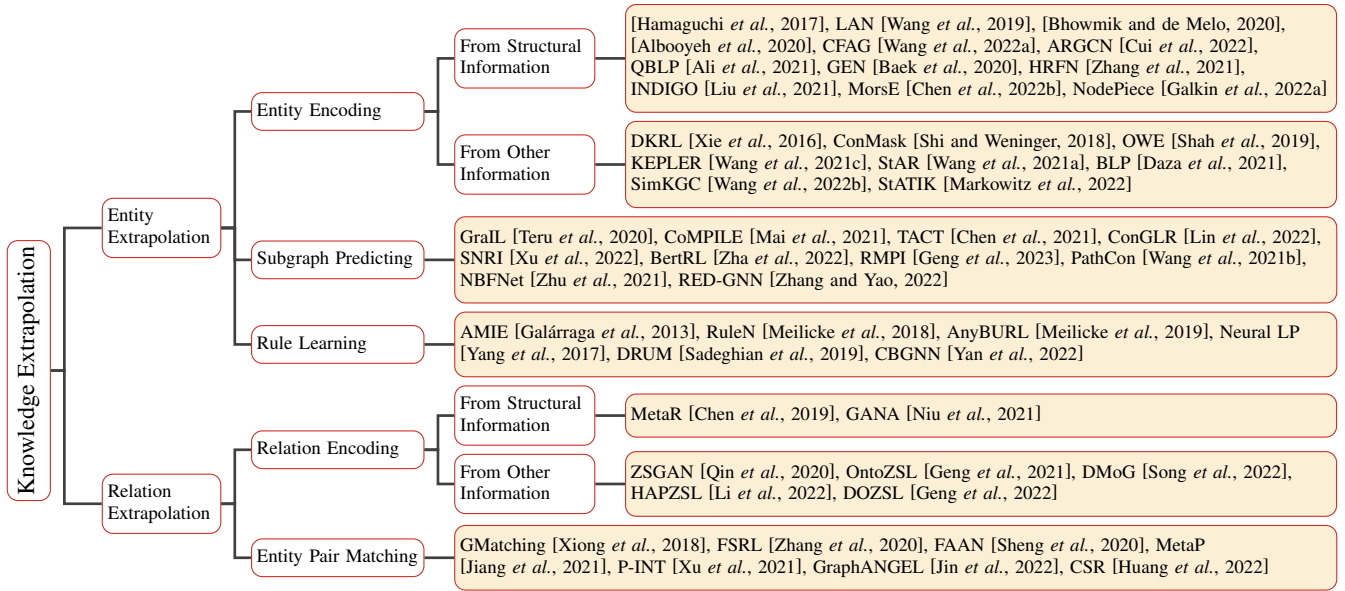 Knowledge Extrapolation
Entity
Extrapolation
Entity Encoding
From Structural
Information
[Hamaguchi et al., 2017], LAN [Wang et al., 2019], [Bhowmik and de Melo, 2020],
[Albooyeh et al., 2020], CFAG [Wang et al., 2022a], ARGCN [Cui et al., 2022],
QBLP [Ali et al., 2021], GEN [Baek et al., 2020], HRFN [Zhang et al., 2021],
INDIGO [Liu et al., 2021], MorsE [Chen et al., 2022b], NodePiece [Galkin et al., 2022a]
From Other
Information
DKRL [Xie et al., 2016], ConMask [Shi and Weninger, 2018], OWE [Shah et al., 2019],
KEPLER [Wang et al., 2021c], StAR [Wang et al., 2021a], BLP [Daza et al., 2021],
SimKGC [Wang et al., 2022b], StATIK [Markowitz et al., 2022]
Subgraph Predicting
GraIL [Teru et al., 2020], CoMPILE [Mai et al., 2021], TACT [Chen et al., 2021], ConGLR [Lin et al., 2022],
SNRI [Xu et al., 2022], BertRL [Zha et al., 2022], RMPI [Geng et al., 2023], PathCon [Wang et al., 2021b],
NBFNet [Zhu et al., 2021], RED-GNN [Zhang and Yao, 2022]
Rule Learning
AMIE [Galárraga et al., 2013], RuleN [Meilicke et al., 2018], AnyBURL [Meilicke et al., 2019], Neural LP
[Yang et al., 2017], DRUM [Sadeghian et al., 2019], CBGNN [Yan et al., 2022]
Relation
Extrapolation
Relation Encoding
From Structural
Information
MetaR [Chen et al., 2019], GANA [Niu et al., 2021]
From Other
Information
ZSGAN [Qin et al., 2020], OntoZSL [Geng et al., 2021], DMoG [Song et al., 2022],
HAPZSL [Li et al., 2022], DOZSL [Geng et al., 2022]
Entity Pair Matching
GMatching [Xiong et al., 2018], FSRL [Zhang et al., 2020], FAAN [Sheng et al., 2020], MetaP
[Jiang et al., 2021], P-INT [Xu et al., 2021], GraphANGEL [Jin et al., 2022], CSR [Huang et al., 2022]